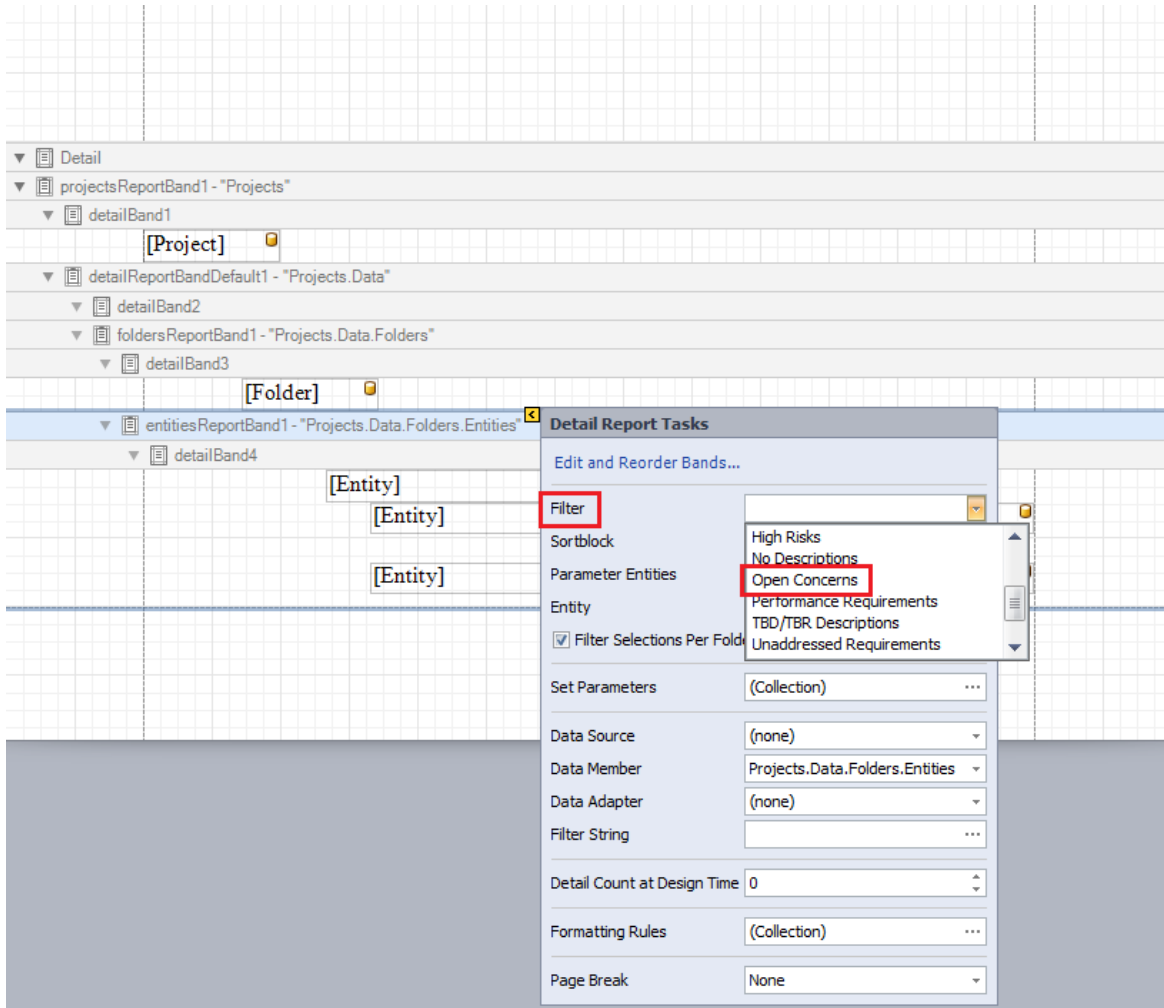 Detail
projectsReportBand1 - "Projects"
detailBand1
[Project]
detailReportBandDefault1 - "Projects.Data"
detailBand2
foldersReportBand1 - "Projects.Data.Folders"
detailBand3
[Folder]
entitiesReportBand1 - "Projects.Data.Folders.Entities"
detailBand4
[Entity]
[Entity]
[Entity]
Detail Report Tasks
Edit and Reorder Bands...
Filter
High Risks
No Descriptions
Open Concerns
Performance Requirements
TBD/TBR Descriptions
Unaddressed Requirements
Sortblock
Parameter Entities
Entity
Filter Selections Per
Set Parameters (Collection) ...
Data Source (none)
Data Member Projects.Data.Folders.Entities
Data Adapter (none)
Filter String ...
Detail Count at Design Time 0
Formatting Rules (Collection) ...
Page Break None